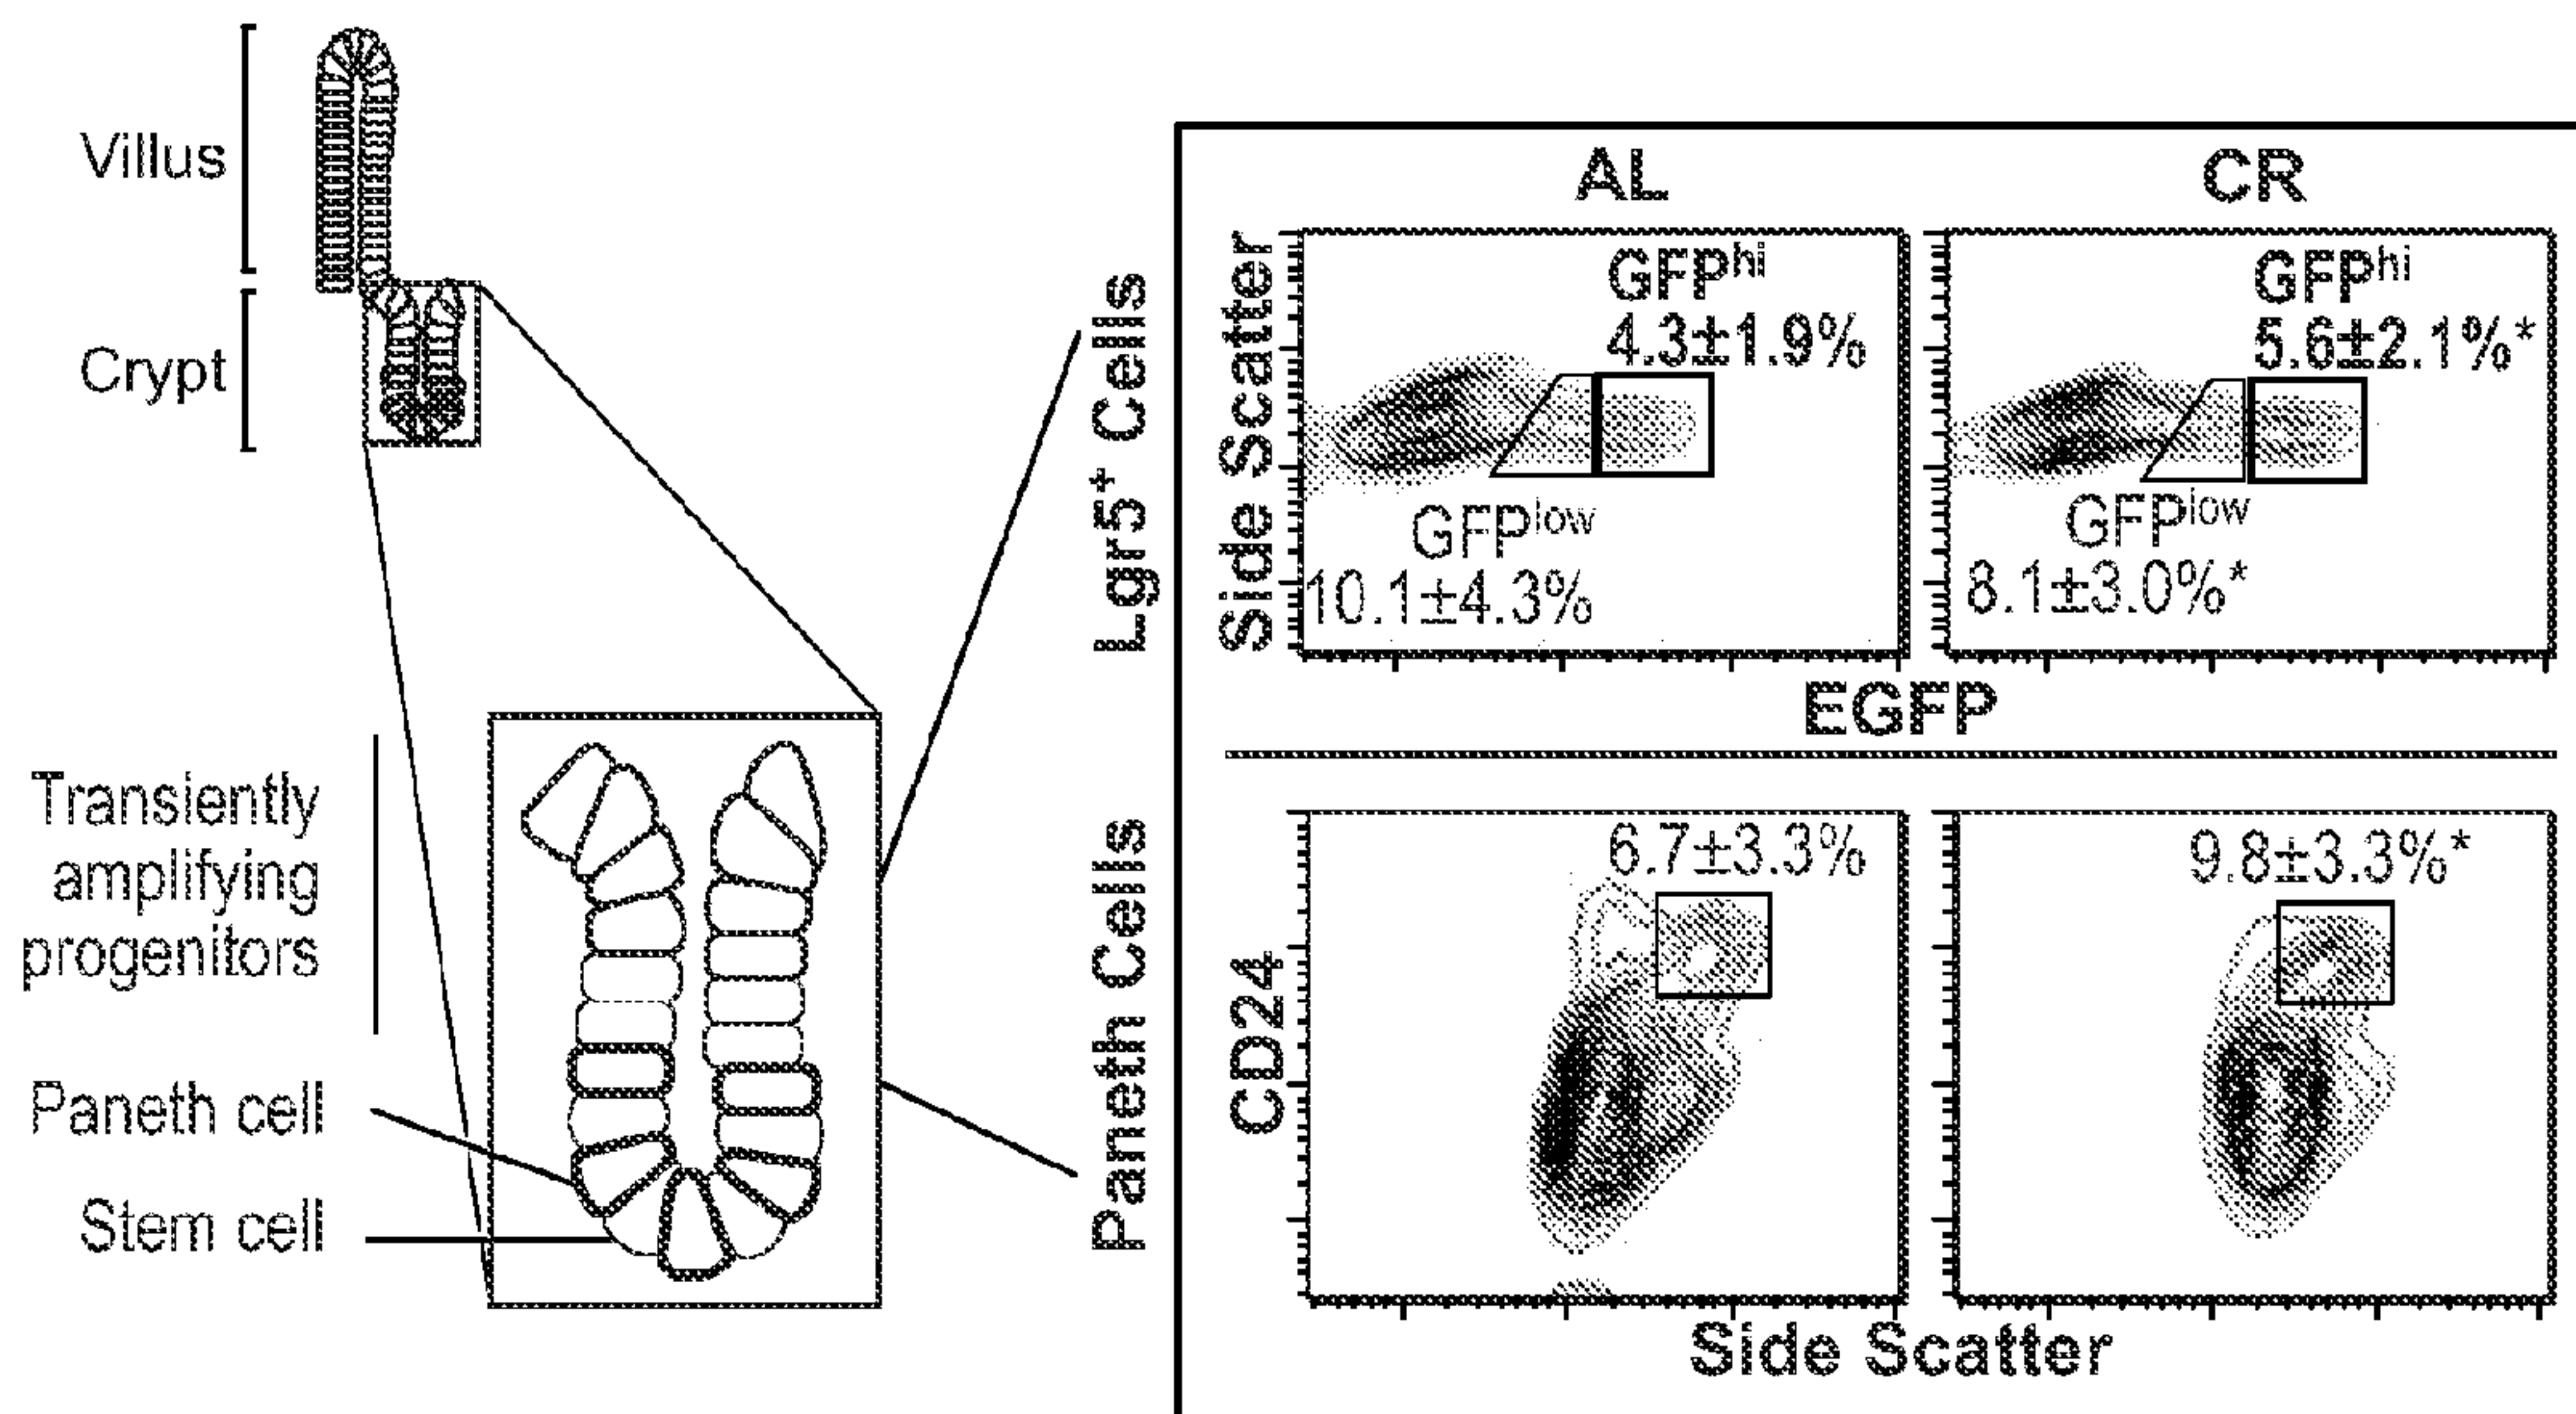 Villus
Crypt
Transiently
amplifying
progenitors
Paneth cell
Stem cell
Lgr5⁺ Cells
Paneth Cells
AL
CR
Side Scatter
GFPʰⁱ
4.3±1.9%
GFPˡᵒʷ
10.1±4.3%
GFPʰⁱ
5.6±2.1%*
GFPˡᵒʷ
8.1±3.0%*
EGFP
CD24
6.7±3.3%
9.8±3.3%*
Side Scatter